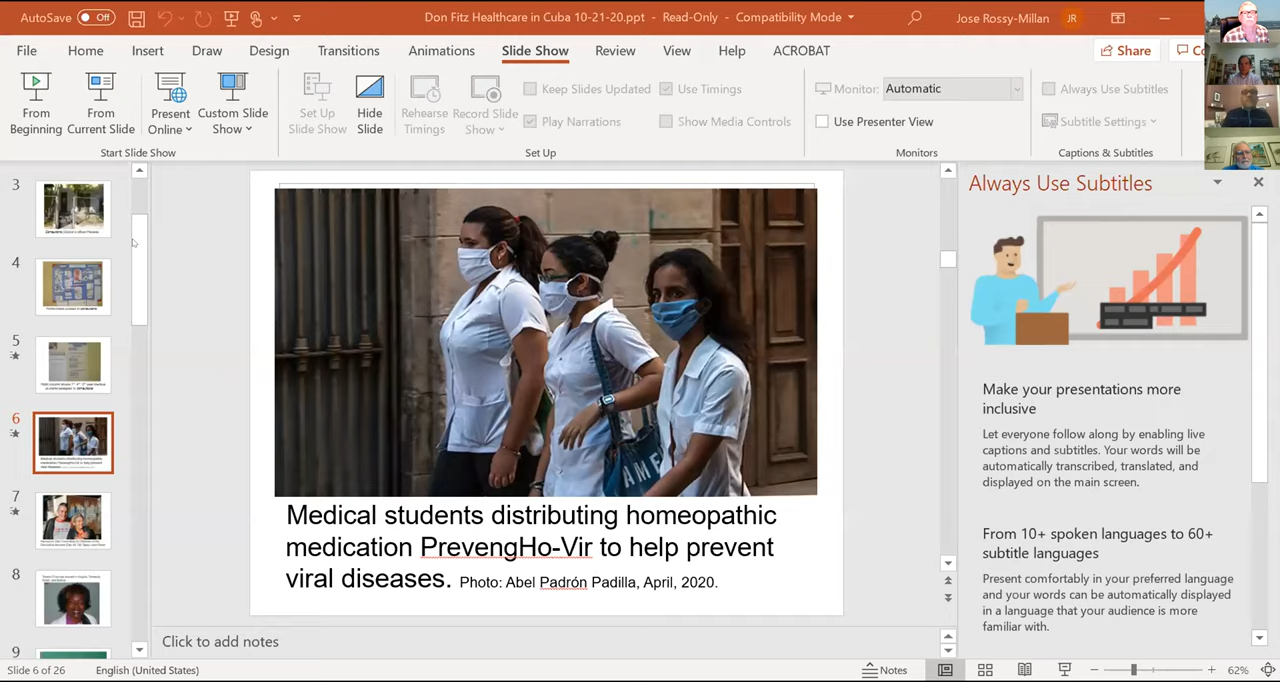 AutoSave Off
Don Fitz Healthcare in Cuba 10-21-20.ppt - Read-Only - Compatibility Mode
Jose Rossy-Millan JR
File Home Insert Draw Design Transitions Animations Slide Show Review View Help ACROBAT
Share Co
From Beginning
From Current Slide
Present Online
Custom Slide Show
Start Slide Show
Set Up Slide Show
Hide Slide
Rehearse Timings
Record Slide Show
Keep Slides Updated
Use Timings
Play Narrations
Show Media Controls
Set Up
Monitor: Automatic
Use Presenter View
Monitors
Always Use Subtitles
Subtitle Settings
Captions & Subtitles
3
4
5
6
7
8
9
AME
Medical students distributing homeopathic
medication PrevengHo-Vir to help prevent
viral diseases. Photo: Abel Padrón Padilla, April, 2020.
Click to add notes
Always Use Subtitles
Make your presentations more
inclusive
Let everyone follow along by enabling live
captions and subtitles. Your words will be
automatically transcribed, translated, and
displayed on the main screen.
From 10+ spoken languages to 60+
subtitle languages
Present comfortably in your preferred language
and your words can be automatically displayed
in a language that your audience is more
familiar with.
Slide 6 of 26 English (United States)
Notes
62%